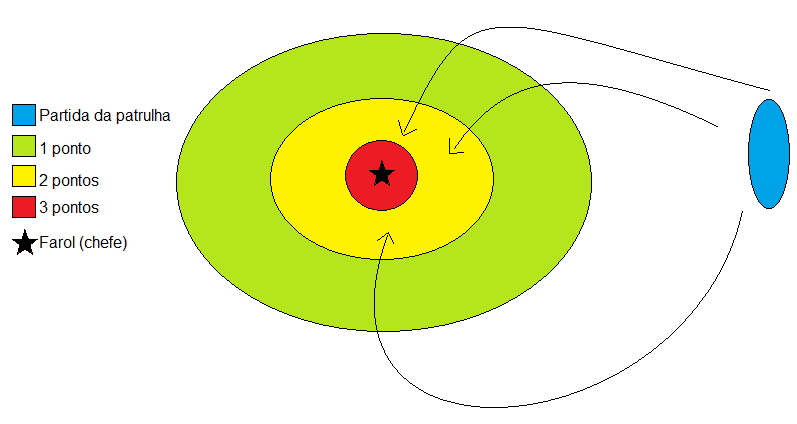 Partida da patrulha
1 ponto
2 pontos
3 pontos
Farol (chefe)